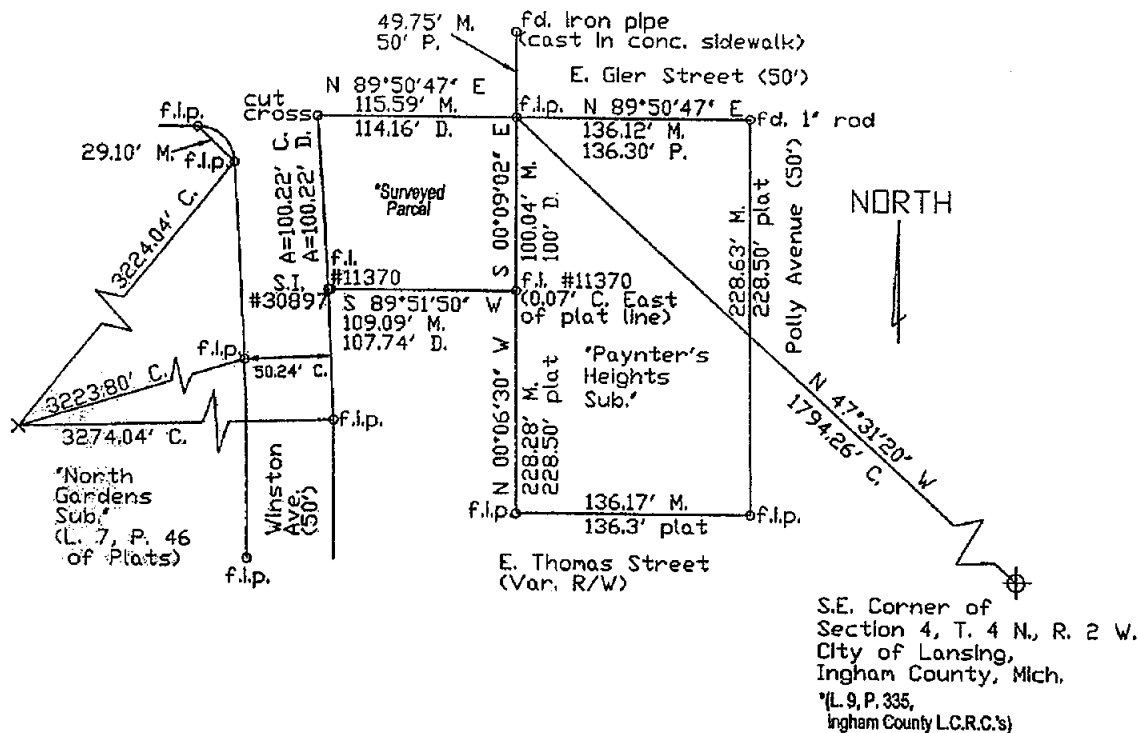 49.75' M.
50' P.
fd. iron pipe
(cast in conc. sidewalk)
E. Gier Street (50')
N 89°50'47" E
115.59' M.
114.16' D.
cut
cross
f.i.p.
29.10' M.
f.i.p.
f.i.p.
N 89°50'47" E
136.12' M.
136.30' P.
fd. 1" rod
A=100.22' C.
A=100.22' D.
"Surveyed
Parcel
S 00°09'02" E
100.04' M.
100' D.
228.63' M.
228.50' plat
Polly Avenue (50')
NORTH
3224.04' C.
f.i.
#11370
S.I.
#30897
S 89°51'50" W
109.09' M.
107.74' D.
f.i. #11370
(0.07' C. East
of plat line)
f.i.p.
50.24' C.
3223.80' C.
3274.04' C.
f.i.p.
"Paynter's
Heights
Sub."
N 00°06'30" W
228.28' M.
228.50' plat
N 47°31'20" W
1794.26' C.
"North
Gardens
Sub."
(L. 7, P. 46
of Plats)
Winston
Ave.
(50')
f.i.p.
f.i.p.
136.17' M.
136.3' plat
f.i.p.
E. Thomas Street
(Var. R/W)
S.E. Corner of
Section 4, T. 4 N., R. 2 W.
City of Lansing,
Ingham County, Mich.
"(L. 9, P. 335,
Ingham County L.C.R.C.'s)